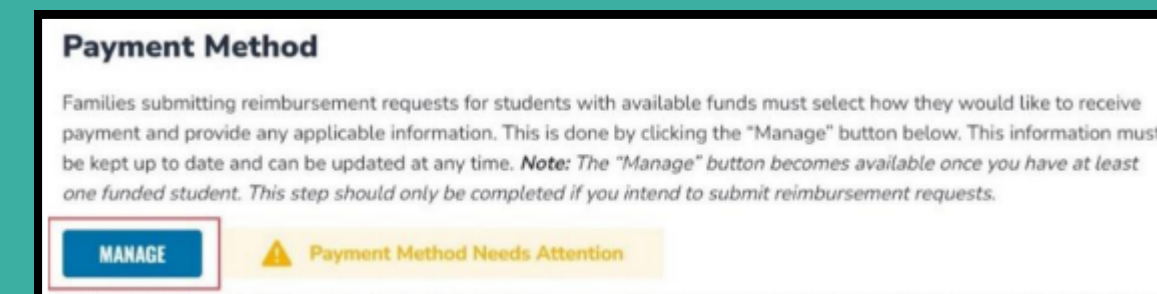 Payment Method
Families submitting reimbursement requests for students with available funds must select how they would like to receive
payment and provide any applicable information. This is done by clicking the “Manage” button below. This information must
be kept up to date and can be updated at any time. Note: The “Manage” button becomes available once you have at least
one funded student. This step should only be completed if you intend to submit reimbursement requests.
MANAGE
Payment Method Needs Attention